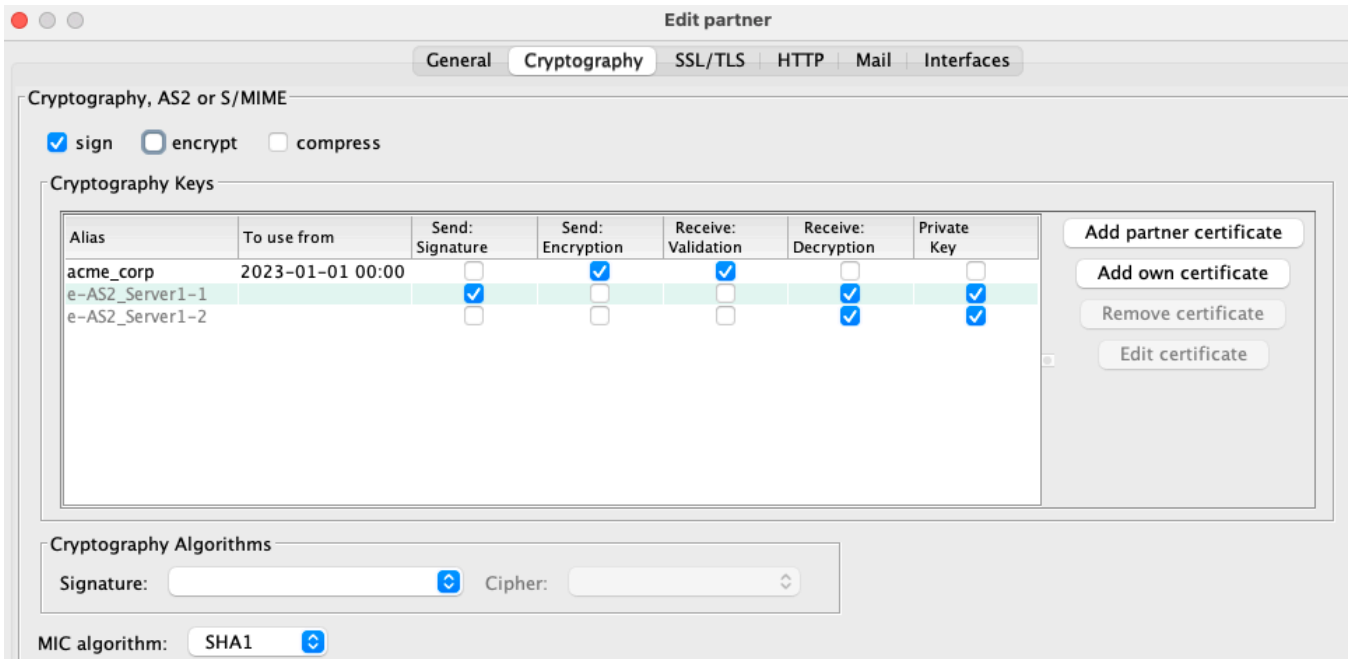 Edit partner
General Cryptography SSL/TLS HTTP Mail Interfaces
Cryptography, AS2 or S/MIME
sign encrypt compress
Cryptography Keys
Alias To use from Send: Signature Send: Encryption Receive: Validation Receive: Decryption Private Key
acme_corp 2023-01-01 00:00
e-AS2_Server1-1
e-AS2_Server1-2
Add partner certificate
Add own certificate
Remove certificate
Edit certificate
Cryptography Algorithms
Signature: Cipher:
MIC algorithm: SHA1